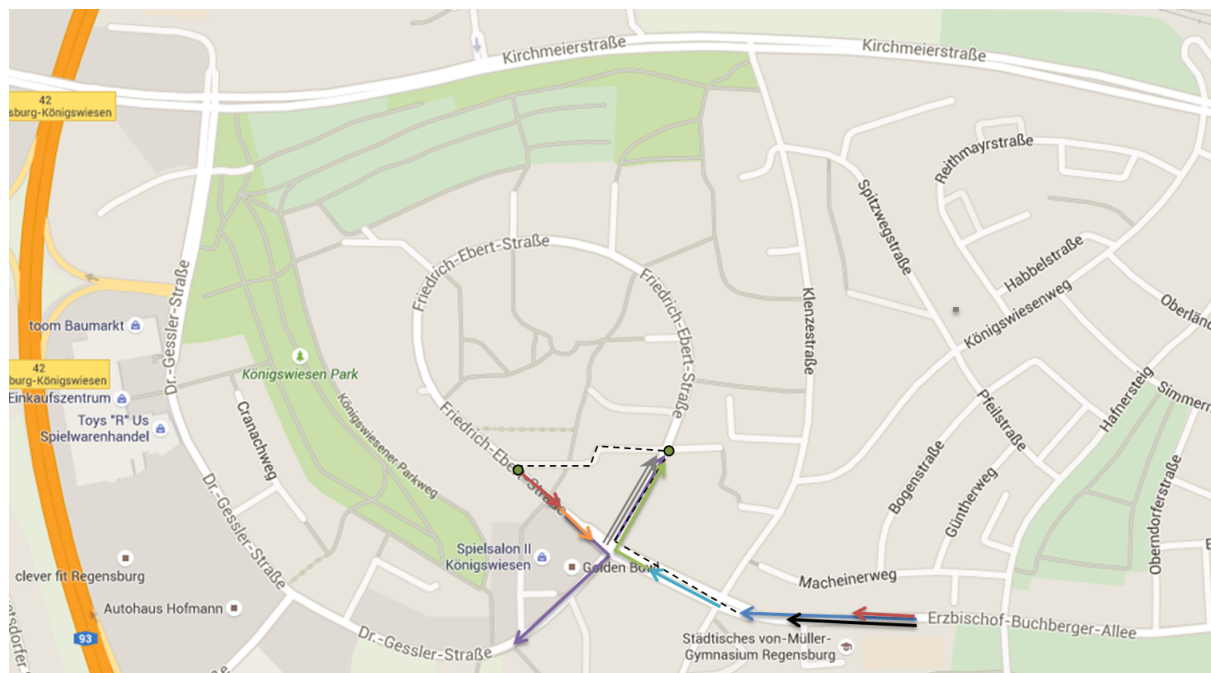 Kirchmeierstraße
Kirchmeierstraße
42
sburg-Königswiesen
Reithmayrstraße
Spitzwegstraße
Friedrich-Ebert-Straße
Friedrich-Ebert-Straße
Habbelstraße
Dr.-Gessler-Straße
Klenzestraße
Königswiesenweg
Oberländ
toom Baumarkt
Königswiesen Park
42
burg-Königswiesen
Einkaufszentrum
Toys "R" Us
Spielwarenhandel
Cranachweg
Königswiesener Parkweg
Friedrich-Ebert-Straße
Pfeilstraße
Hafnersteig
Simmern
Bogenstraße
Güntherweg
Oberndorferstraße
Dr.-Gessler-Straße
Spielsalon II
Königswiesen
Golden Bow
clever fit Regensburg
Macheinerweg
Autohaus Hofmann
Erzbischof-Buchberger-Allee
93
Dr.-Gessler-Straße
Städtisches von-Müller-
Gymnasium Regensburg